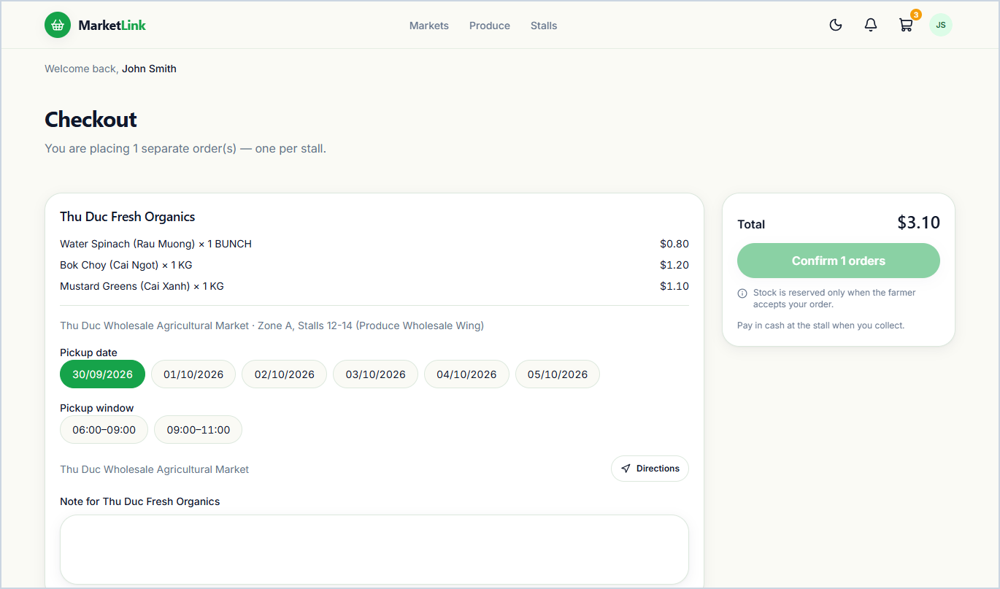 MarketLink
Markets Produce Stalls
3
JS
Welcome back, John Smith
Checkout
You are placing 1 separate order(s) — one per stall.
Thu Duc Fresh Organics
Water Spinach (Rau Muong) × 1 BUNCH $0.80
Bok Choy (Cai Ngot) × 1 KG $1.20
Mustard Greens (Cai Xanh) × 1 KG $1.10
Thu Duc Wholesale Agricultural Market · Zone A, Stalls 12-14 (Produce Wholesale Wing)
Pickup date
30/09/2026 01/10/2026 02/10/2026 03/10/2026 04/10/2026 05/10/2026
Pickup window
06:00–09:00 09:00–11:00
Thu Duc Wholesale Agricultural Market Directions
Note for Thu Duc Fresh Organics
Total $3.10
Confirm 1 orders
Stock is reserved only when the farmer
accepts your order.
Pay in cash at the stall when you collect.